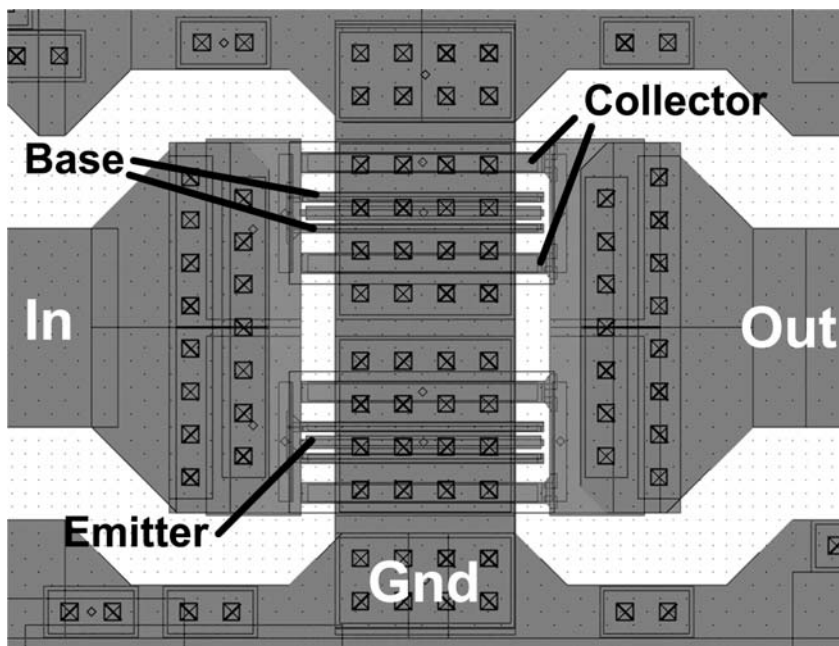 Collector
Base
In
Out
Emitter
Gnd